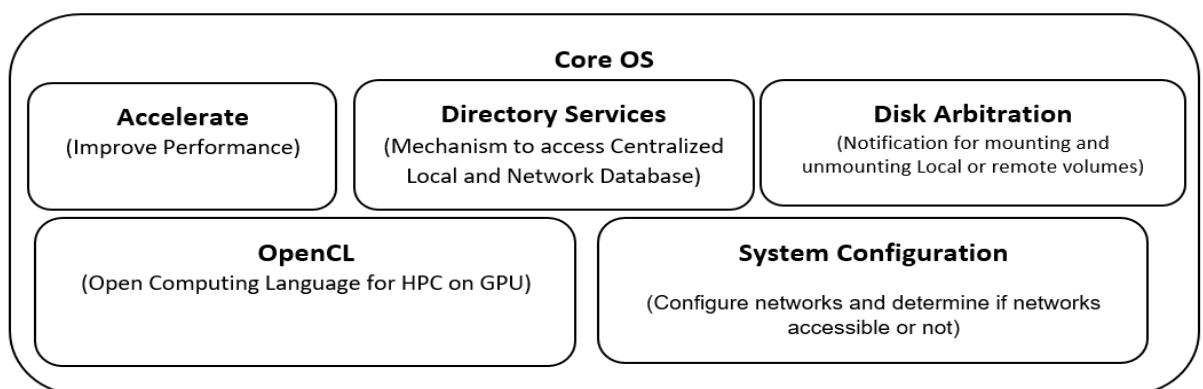 Core OS
Accelerate
(Improve Performance)
Directory Services
(Mechanism to access Centralized
Local and Network Database)
Disk Arbitration
(Notification for mounting and
unmounting Local or remote volumes)
OpenCL
(Open Computing Language for HPC on GPU)
System Configuration
(Configure networks and determine if networks
accessible or not)